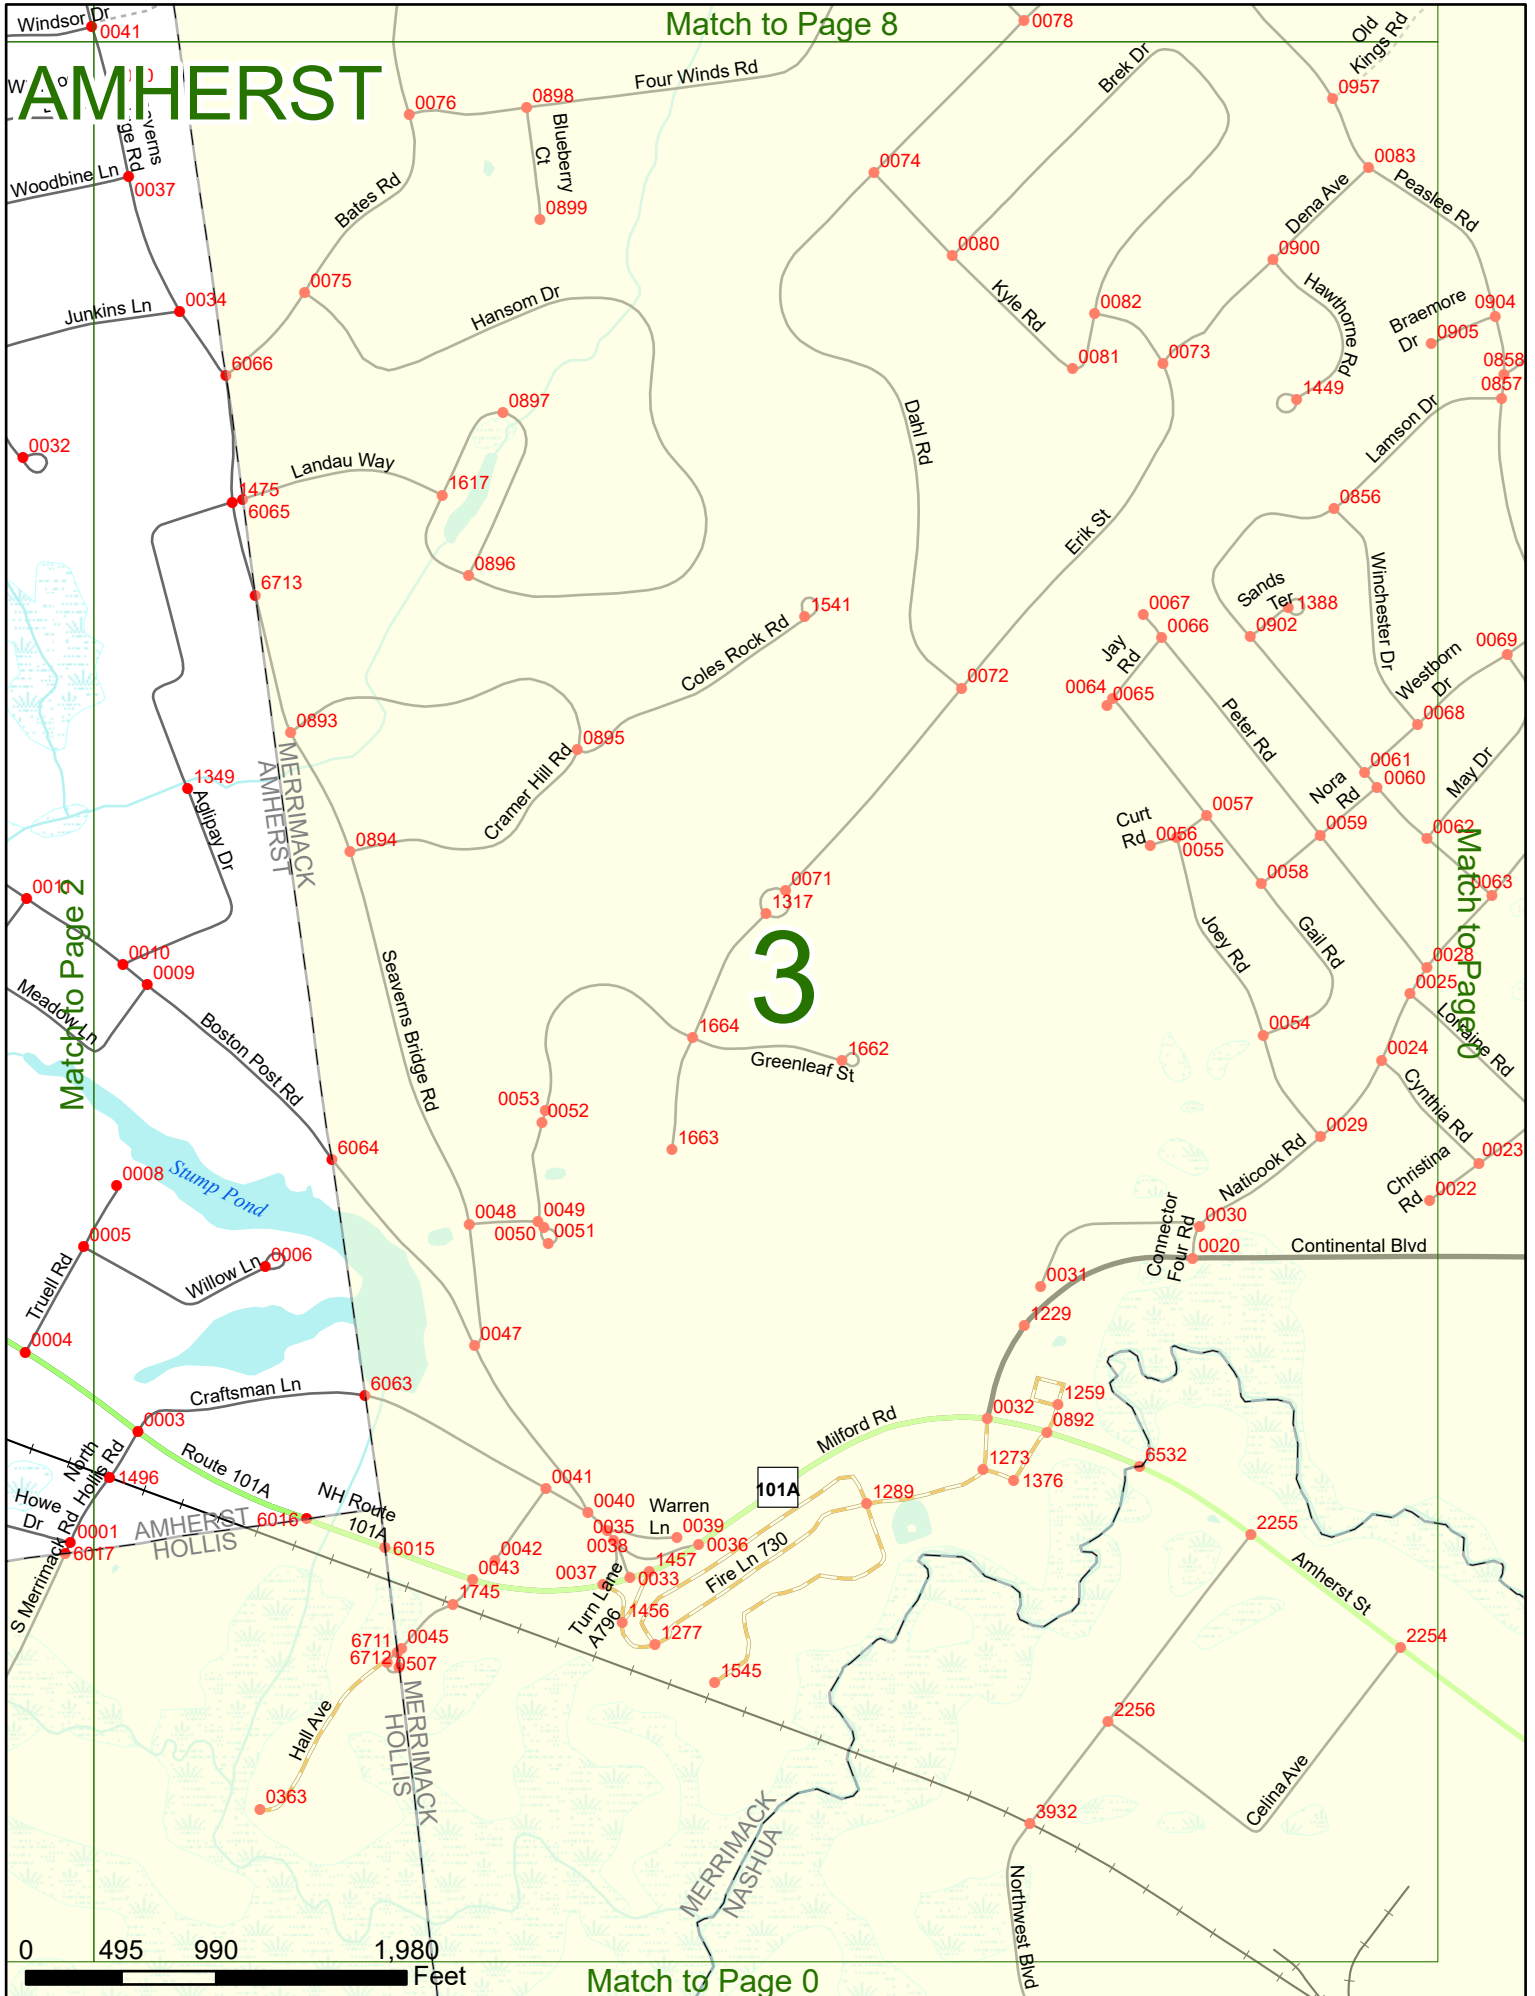 Windsor Dr
0041
Match to Page 8
0078
Old
Kings Rd
AMHERST
0076
0898
Four Winds Rd
Brek Dr
0957
Blueberry
Ct
Woodbine Ln
0037
Bates Rd
0899
0074
0083
Dena Ave
Peaslee Rd
0080
0900
0075
Junkins Ln
0034
Hansom Dr
Kyle Rd
0082
Hawthorne Rd
Braemore
Dr
0904
0905
6066
0081
0073
0858
0857
1449
0897
Dahl Rd
Lamson Dr
0032
Landau Way
1617
1475
6065
0856
Erik St
0896
6713
Winchester Dr
Sands
Ter
1388
1541
0067
0066
0902
Coles Rock Rd
Jay
Rd
0069
Westborn
Dr
0072
0064
0065
Peter Rd
0068
0893
0895
MERRIMACK
AMHERST
Cramer Hill Rd
0061
0060
May Dr
1349
Aglipay Dr
Nora
Rd
Curt
Rd
0057
0056
0055
0059
0062
0894
0071
1317
0058
0063
Match to Page 2
Match to Page 0
3
Joey Rd
Gail Rd
0010
0009
Seaverns Bridge Rd
0028
0025
Meadow Ln
Boston Post Rd
Lorraine Rd
1664
1662
Greenleaf St
0054
0024
Cynthia Rd
0053
0052
1663
0029
6064
Naticook Rd
Christina
Rd
0023
0022
Stump Pond
0008
0048
0049
0050
0051
Connector
Four Rd
0030
0020
Continental Blvd
0005
Truell Rd
Willow Ln
0006
0031
1229
0004
0047
Craftsman Ln
6063
1259
0003
0032
0892
Milford Rd
North
Hollis Rd
1496
Route 101A
1273
1376
6532
0041
101A
Howe
Dr
NH Route
101A
0040
Warren
Ln
1289
0001
6017
AMHERST
HOLLIS
6016
6015
0035
0038
0039
0036
2255
0042
0043
1457
0037
0033
Fire Ln 730
Amherst St
S Merrimack Rd
1745
Turn Lane
A796
1456
1277
6711
0045
6712
0507
2254
1545
Hall Ave
MERRIMACK
HOLLIS
2256
0363
Celina Ave
3932
MERRIMACK
NASHUA
Northwest Blvd
0
495
990
1,980
Feet
Match to Page 0